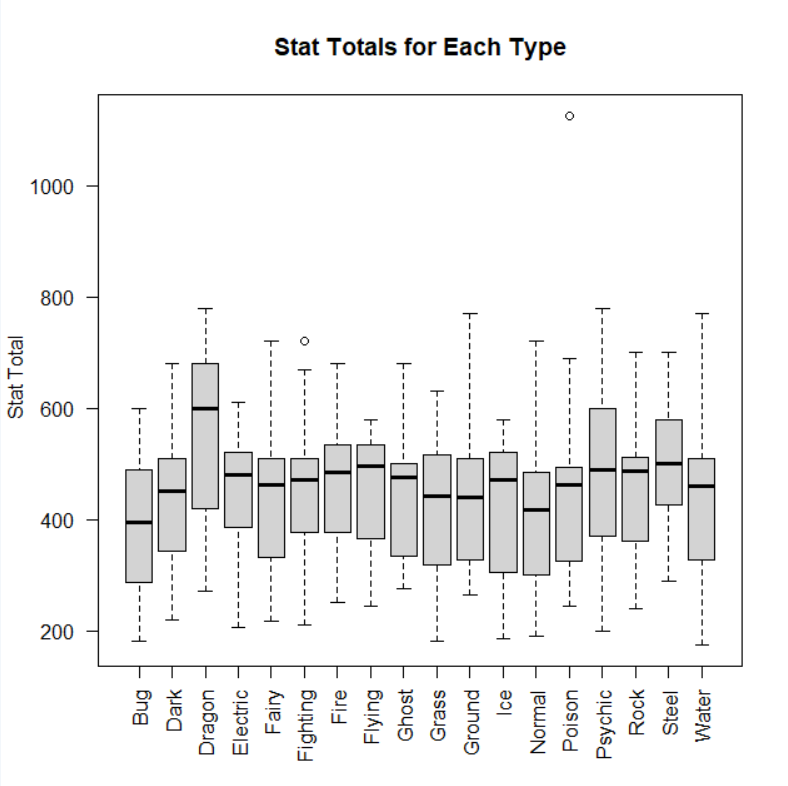 Stat Totals for Each Type
Stat Total
1000
800
600
400
200
Bug
Dark
Dragon
Electric
Fairy
Fighting
Fire
Flying
Ghost
Grass
Ground
Ice
Normal
Poison
Psychic
Rock
Steel
Water